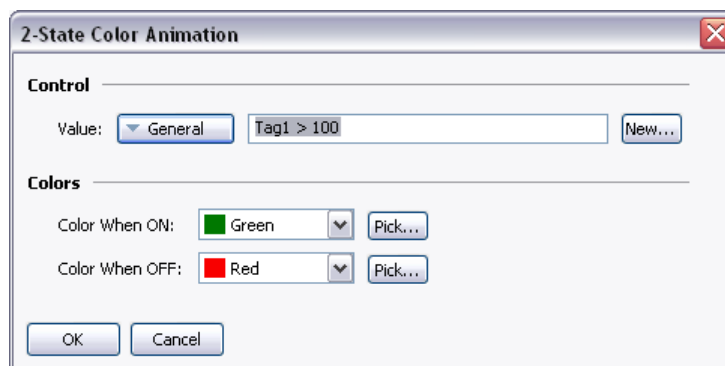 2-State Color Animation
Control
Value: General Tag1 > 100 New...
Colors
Color When ON: Green Pick...
Color When OFF: Red Pick...
OK Cancel